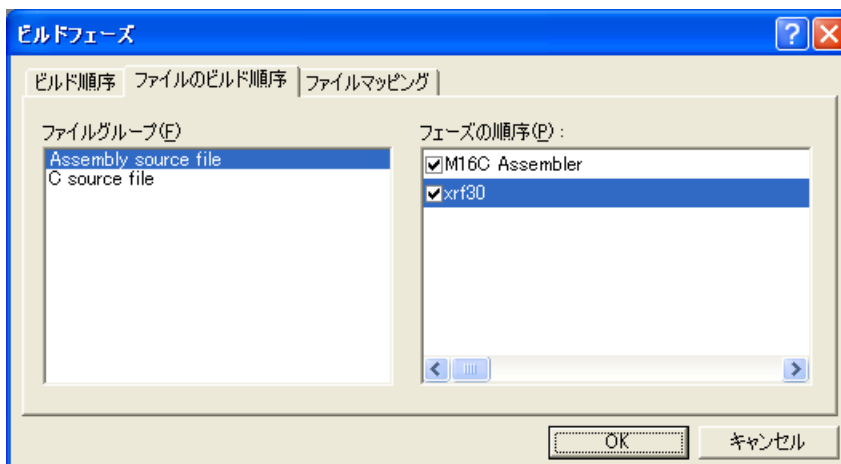 ビルドフェーズ
ビルド順序 ファイルのビルド順序 ファイルマッピング
ファイルグループ(F)
Assembly source file
C source file
フェーズの順序(P) :
M16C Assembler
xrf30
OK キャンセル